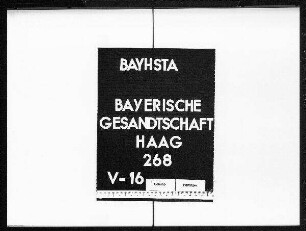 BAYHSTA
BAYERISCHE
GESANDTSCHAFT
HAAG
268
V-16